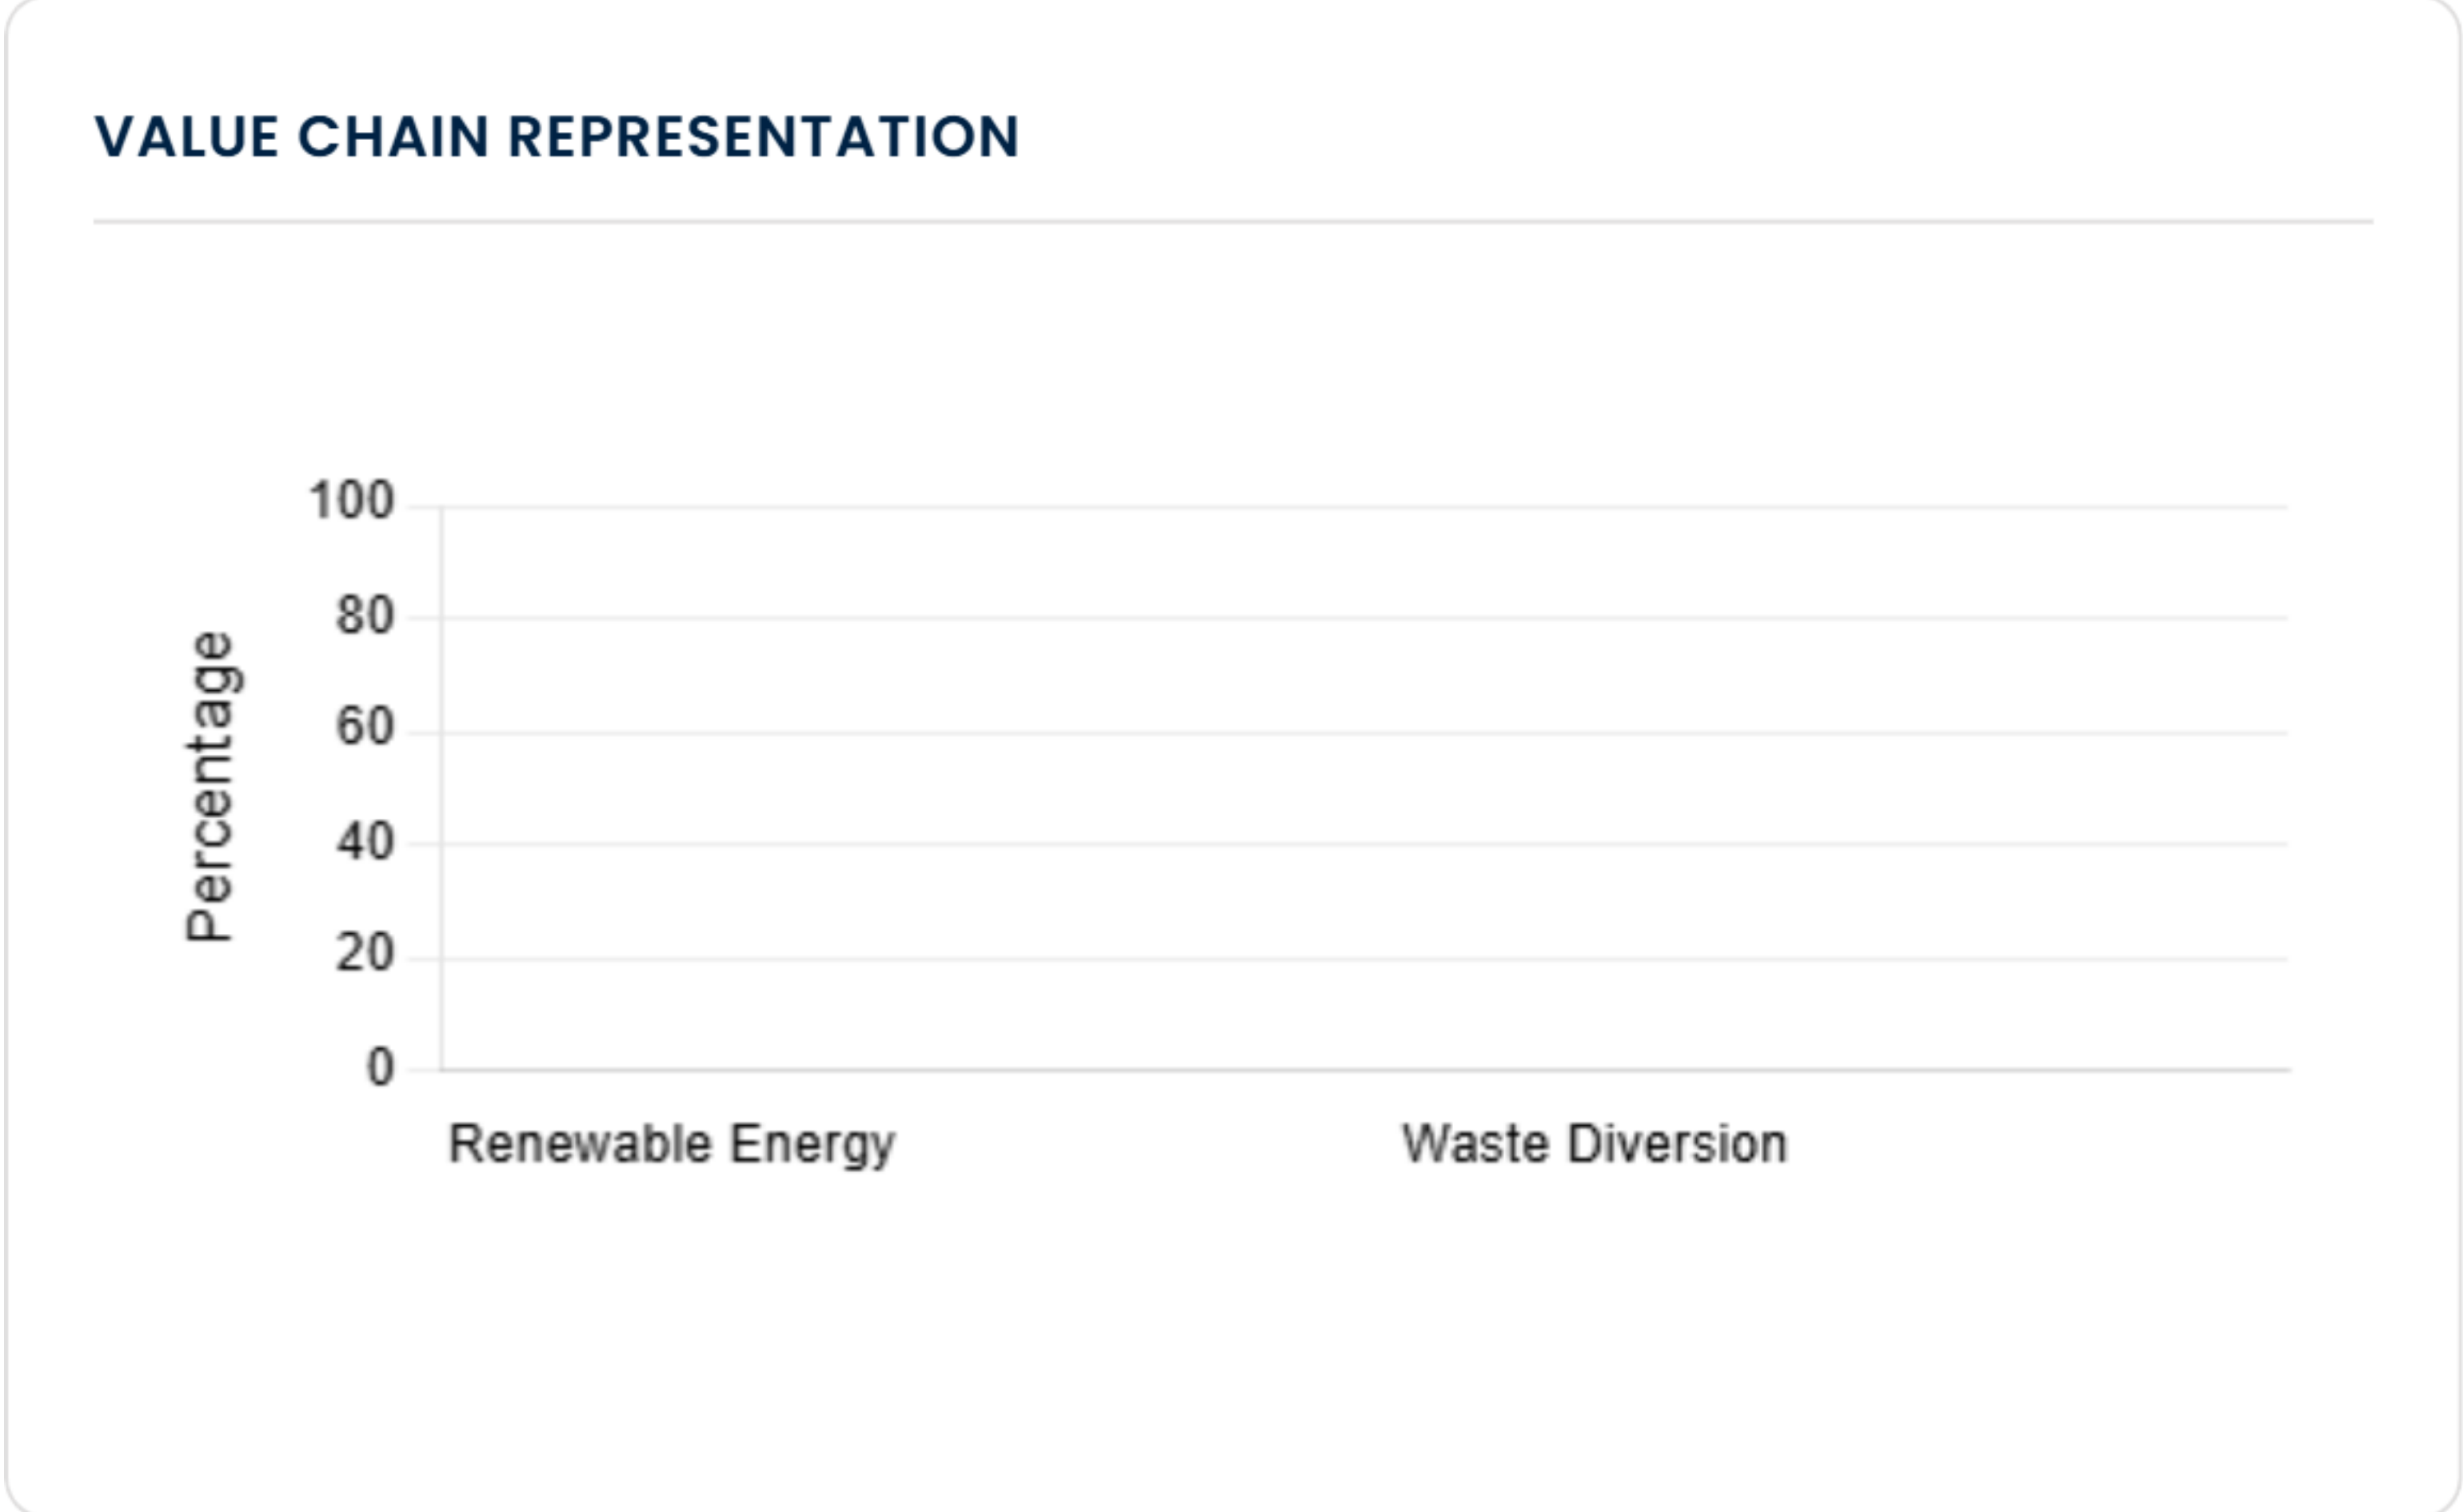 VALUE CHAIN REPRESENTATION
Percentage
100
80
60
40
20
0
Renewable Energy
Waste Diversion